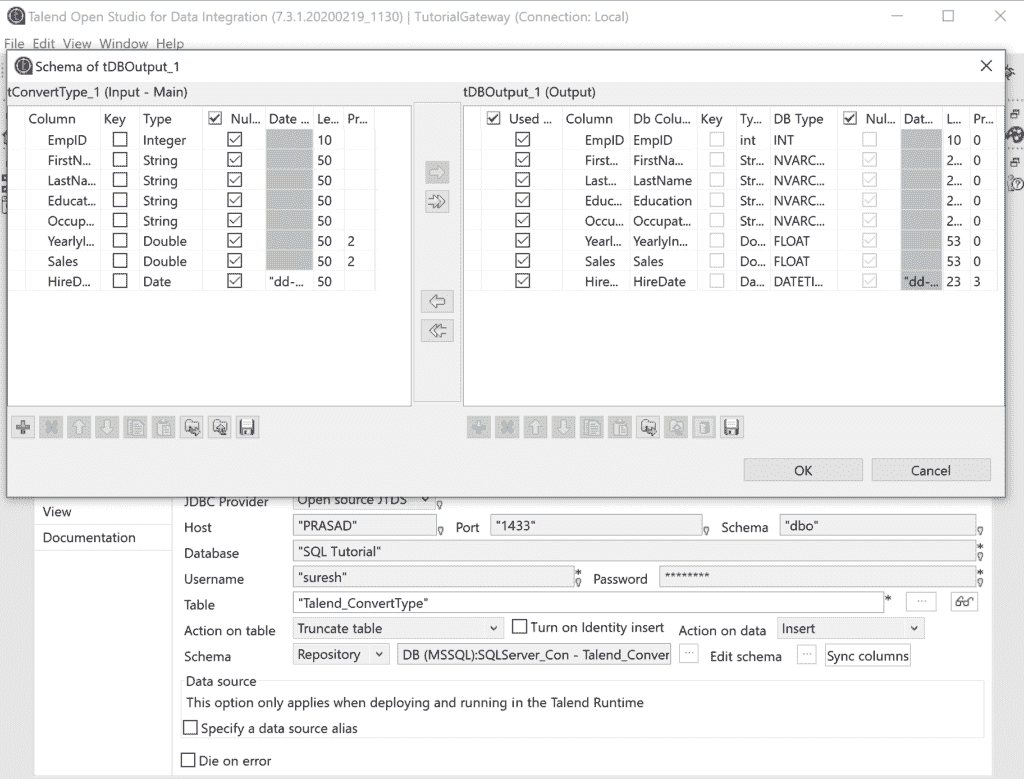 Talend Open Studio for Data Integration (7.3.1.20200219_1130) | TutorialGateway (Connection: Local)
File Edit View Window Help
Schema of tDBOutput_1
tConvertType_1 (Input - Main)
Column Key Type Nul... Date ... Le... Pr...
EmpID Integer 10
FirstN... String 50
LastNa... String 50
Educat... String 50
Occup... String 50
Yearlyl... Double 50 2
Sales Double 50 2
HireD... Date "dd-... 50
tDBOutput_1 (Output)
Used ... Column Db Colu... Key Ty... DB Type Nul... Dat... L... Pr...
EmpID EmpID int INT 10 0
First... FirstNa... Str... NVARC... 2... 0
Last... LastName Str... NVARC... 2... 0
Educ... Education Str... NVARC... 2... 0
Occu... Occupat... Str... NVARC... 2... 0
Yearl... YearlyIn... Do... FLOAT 53 0
Sales Sales Do... FLOAT 53 0
Hire... HireDate Da... DATETI... "dd-... 23 3
OK Cancel
View
Documentation
JDBC Provider Open source JTDS
Host "PRASAD" Port "1433" Schema "dbo"
Database "SQL Tutorial" *
Username "suresh" * Password ******** *
Table "Talend_ConvertType" * ...
Action on table Truncate table Turn on Identity insert Action on data Insert
Schema Repository DB (MSSQL):SQLServer_Con - Talend_Conver ... Edit schema ... Sync columns
Data source
This option only applies when deploying and running in the Talend Runtime
Specify a data source alias
Die on error